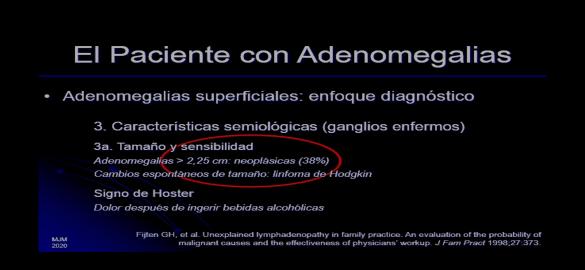 El Paciente con Adenomegalias
• Adenomegalias superficiales: enfoque diagnóstico
3. Características semiológicas (ganglios enfermos)
3a. Tamaño y sensibilidad
Adenomegalias > 2,25 cm: neoplásicas (38%)
Cambios espontáneos de tamaño: linfoma de Hodgkin
Signo de Hoster
Dolor después de ingerir bebidas alcohólicas
Fijten GH, et al. Unexplained lymphadenopathy in family practice. An evaluation of the probability of
malignant causes and the effectiveness of physicians' workup. J Fam Pract 1998;27:373.
MJM
2020